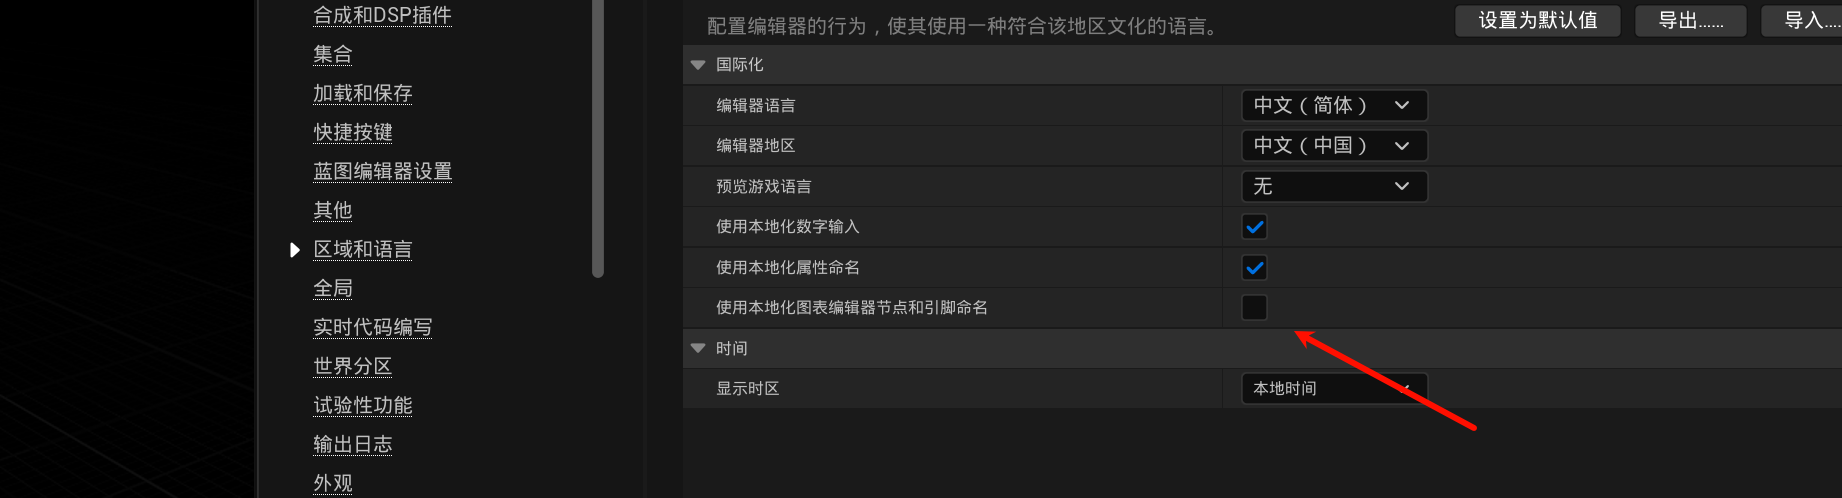 合成和DSP插件
集合
加载和保存
快捷按键
蓝图编辑器设置
其他
区域和语言
全局
实时代码编写
世界分区
试验性功能
输出日志
外观
配置编辑器的行为，使其使用一种符合该地区文化的语言。
设置为默认值
导出......
导入....
国际化
编辑器语言
中文（简体）
编辑器地区
中文（中国）
预览游戏语言
无
使用本地化数字输入
使用本地化属性命名
使用本地化图表编辑器节点和引脚命名
时间
显示时区
本地时间